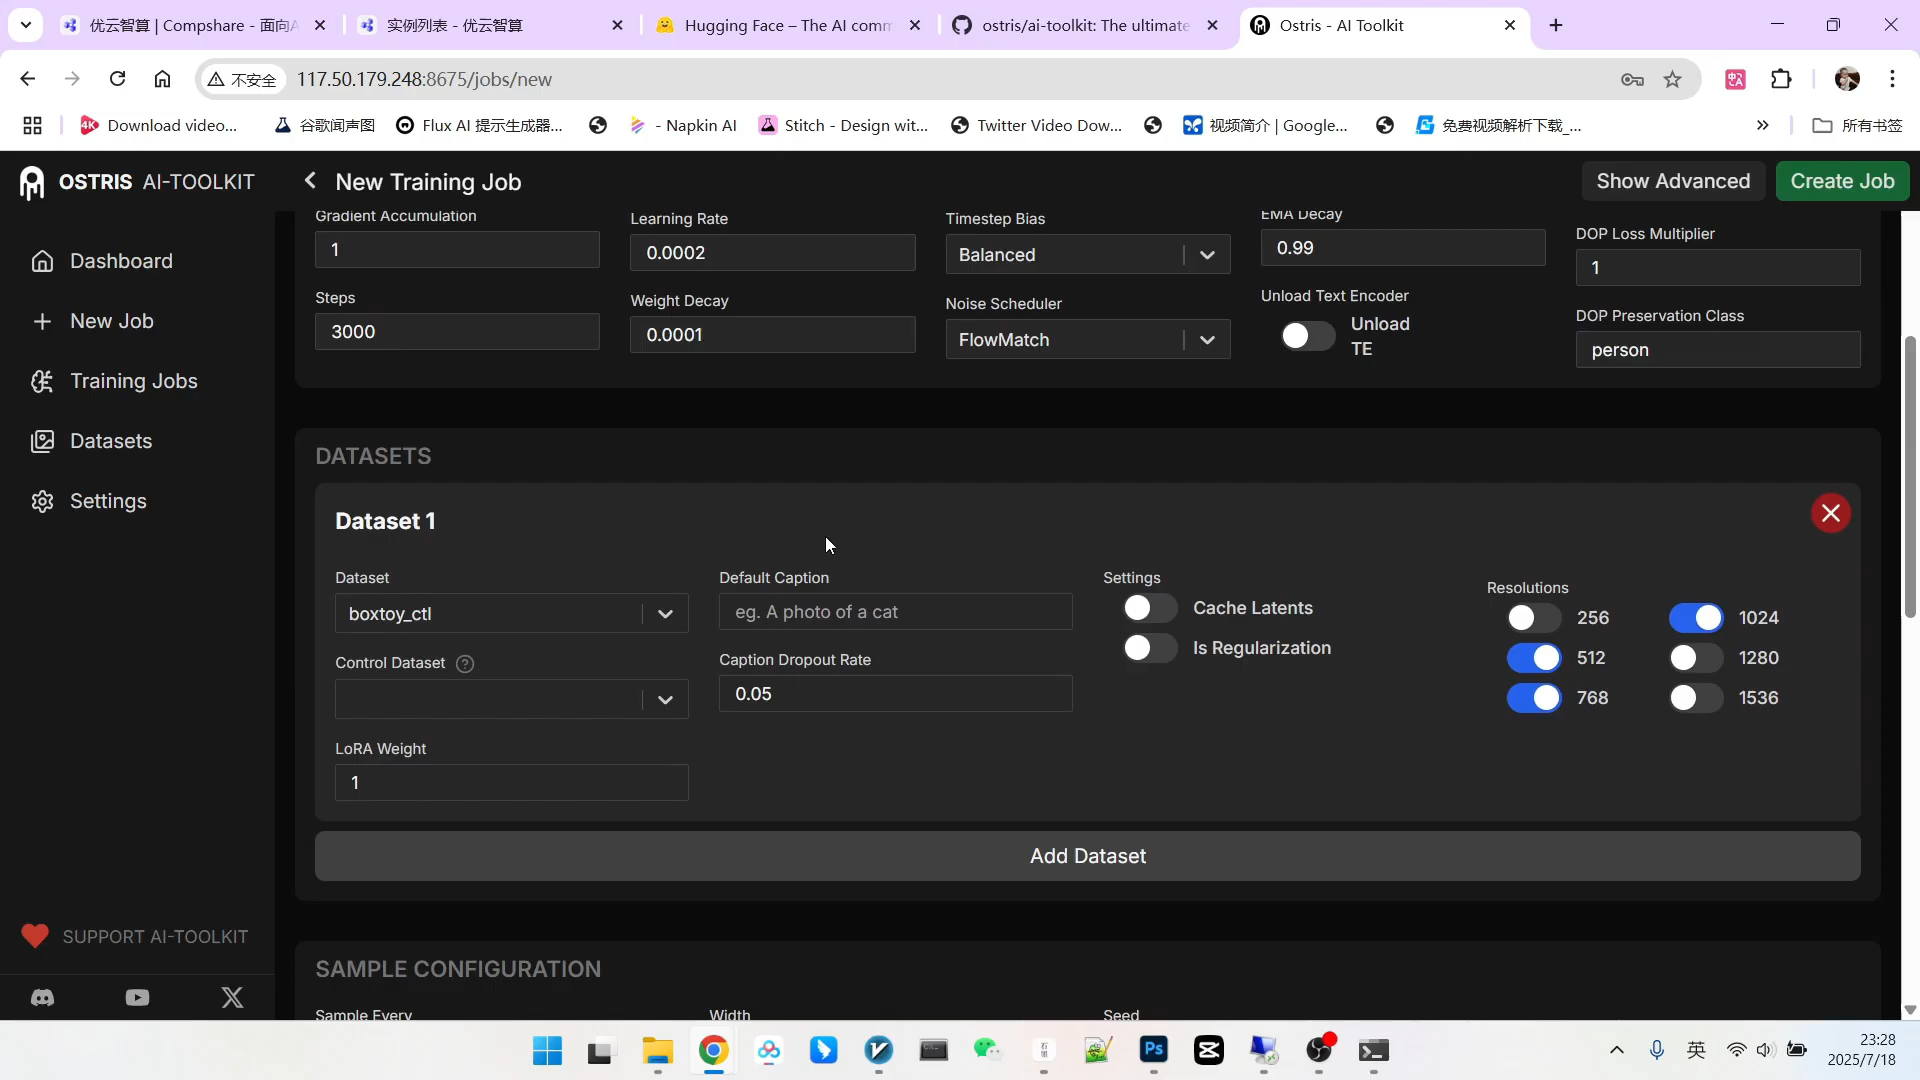 优云智算 | Compshare - 面向A
实例列表 - 优云智算
Hugging Face – The AI comm
ostris/ai-toolkit: The ultimate
Ostris - AI Toolkit
不安全
117.50.179.248:8675/jobs/new
Download video...
谷歌闻声图
Flux AI 提示生成器...
- Napkin AI
Stitch - Design wit...
Twitter Video Dow...
视频简介 | Google...
免费视频解析下载_...
所有书签
OSTRIS AI-TOOLKIT
New Training Job
Show Advanced
Create Job
Dashboard
New Job
Training Jobs
Datasets
Settings
Gradient Accumulation
1
Steps
3000
Learning Rate
0.0002
Weight Decay
0.0001
Timestep Bias
Balanced
Noise Scheduler
FlowMatch
EMA Decay
0.99
Unload Text Encoder
Unload
TE
DOP Loss Multiplier
1
DOP Preservation Class
person
DATASETS
Dataset 1
Dataset
boxtoy_ctl
Control Dataset
?
LoRA Weight
1
Default Caption
eg. A photo of a cat
Caption Dropout Rate
0.05
Settings
Cache Latents
Is Regularization
Resolutions
256
512
768
1024
1280
1536
Add Dataset
SAMPLE CONFIGURATION
Sample Every
Width
Seed
SUPPORT AI-TOOLKIT
Ps
英
23:28
2025/7/18